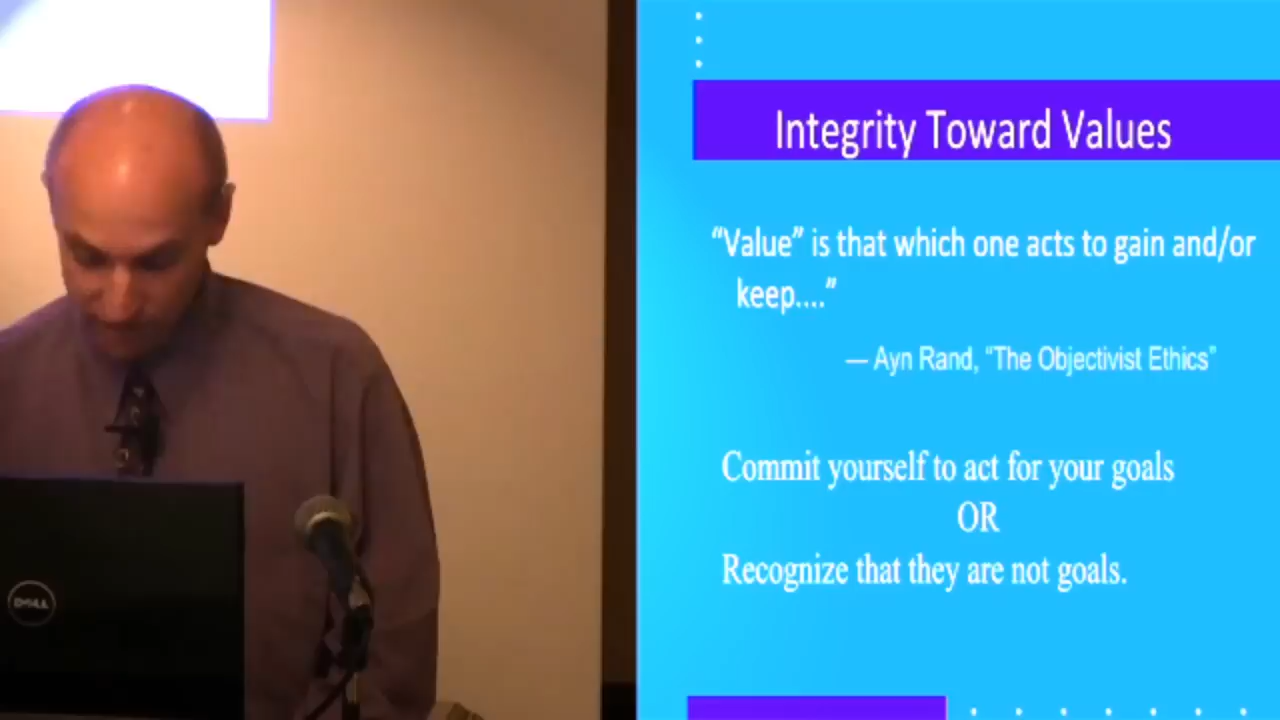 Integrity Toward Values
“Value” is that which one acts to gain and/or
keep....”
— Ayn Rand, “The Objectivist Ethics”
Commit yourself to act for your goals
OR
Recognize that they are not goals.
DELL